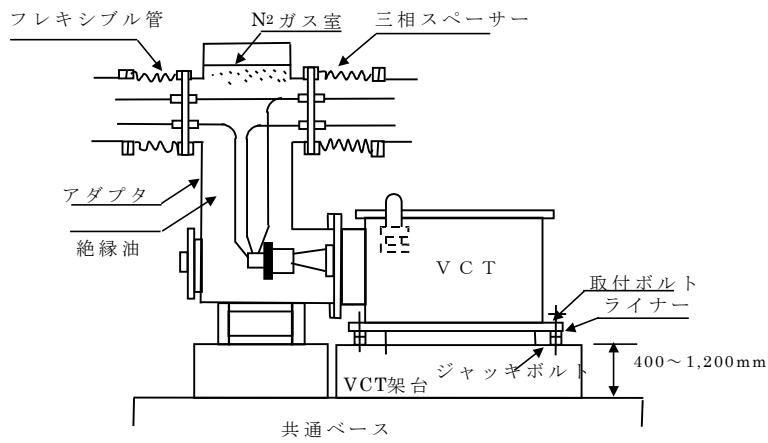 フレキシブル管
N2ガス室
三相スペーサー
アダプタ
絶縁油
VCT
取付ボルト
ライナー
ジャッキボルト
400～1,200mm
VCT架台
共通ベース